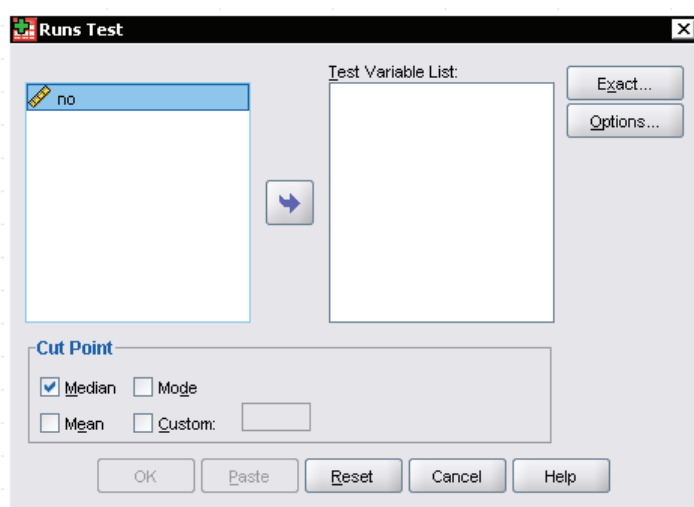 Runs Test
Test Variable List:
no
Exact...
Options...
Cut Point
Median Mode
Mean Custom:
OK Paste Reset Cancel Help